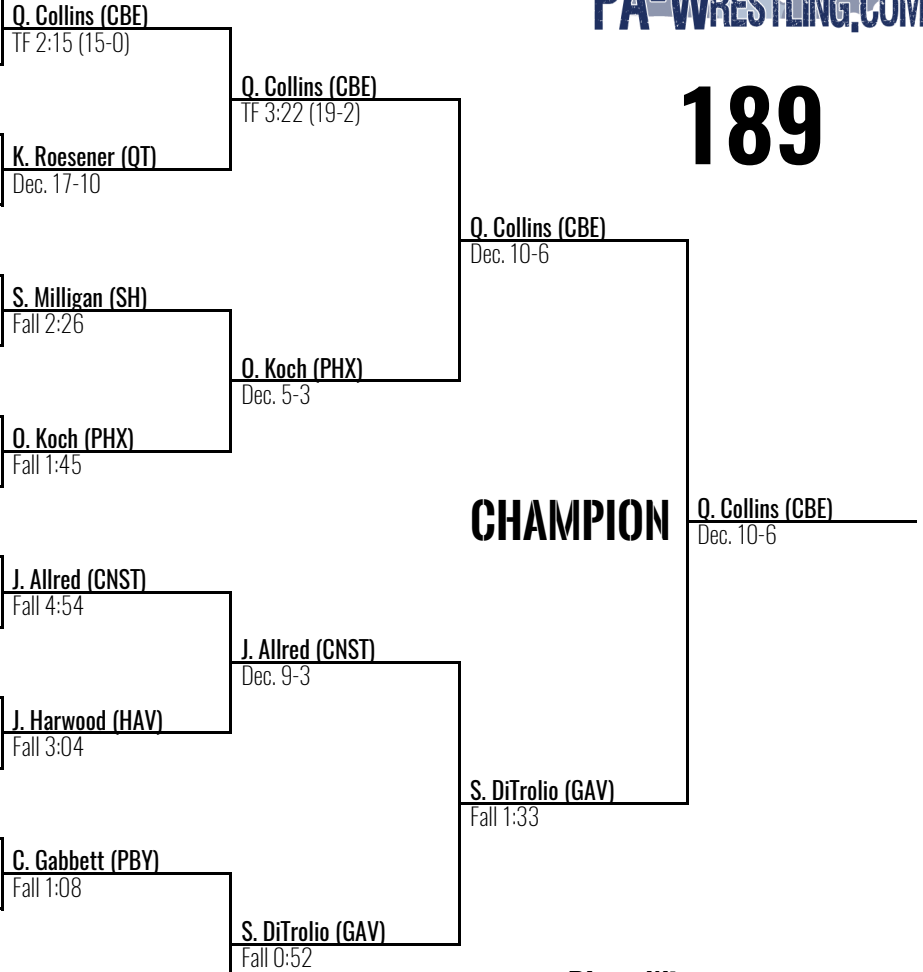 PA-WRESTLING.COM
189
Q. Collins (CBE)
TF 2:15 (15-0)
K. Roesener (QT)
Dec. 17-10
S. Milligan (SH)
Fall 2:26
O. Koch (PHX)
Fall 1:45
J. Allred (CNST)
Fall 4:54
J. Harwood (HAV)
Fall 3:04
C. Gabbett (PBY)
Fall 1:08
Q. Collins (CBE)
TF 3:22 (19-2)
O. Koch (PHX)
Dec. 5-3
J. Allred (CNST)
Dec. 9-3
S. DiTrolio (GAV)
Fall 0:52
Q. Collins (CBE)
Dec. 10-6
S. DiTrolio (GAV)
Fall 1:33
CHAMPION
Q. Collins (CBE)
Dec. 10-6